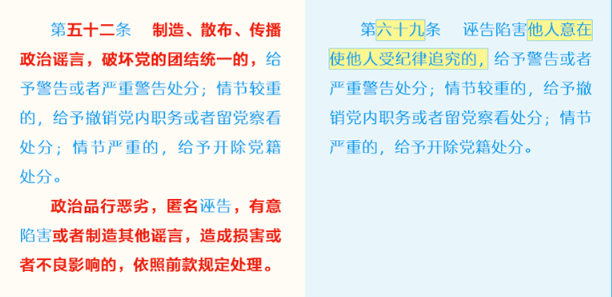 第五十二条 制造、散布、传播
政治谣言，破坏党的团结统一的，给
予警告或者严重警告处分；情节较重
的，给予撤销党内职务或者留党察看
处分；情节严重的，给予开除党籍
处分。
政治品行恶劣，匿名诬告，有意
陷害或者制造其他谣言，造成损害或
者不良影响的，依照前款规定处理。
第六十九条 诬告陷害他人意在
使他人受纪律追究的，给予警告或者
严重警告处分；情节较重的，给予撤
销党内职务或者留党察看处分；情节
严重的，给予开除党籍处分。